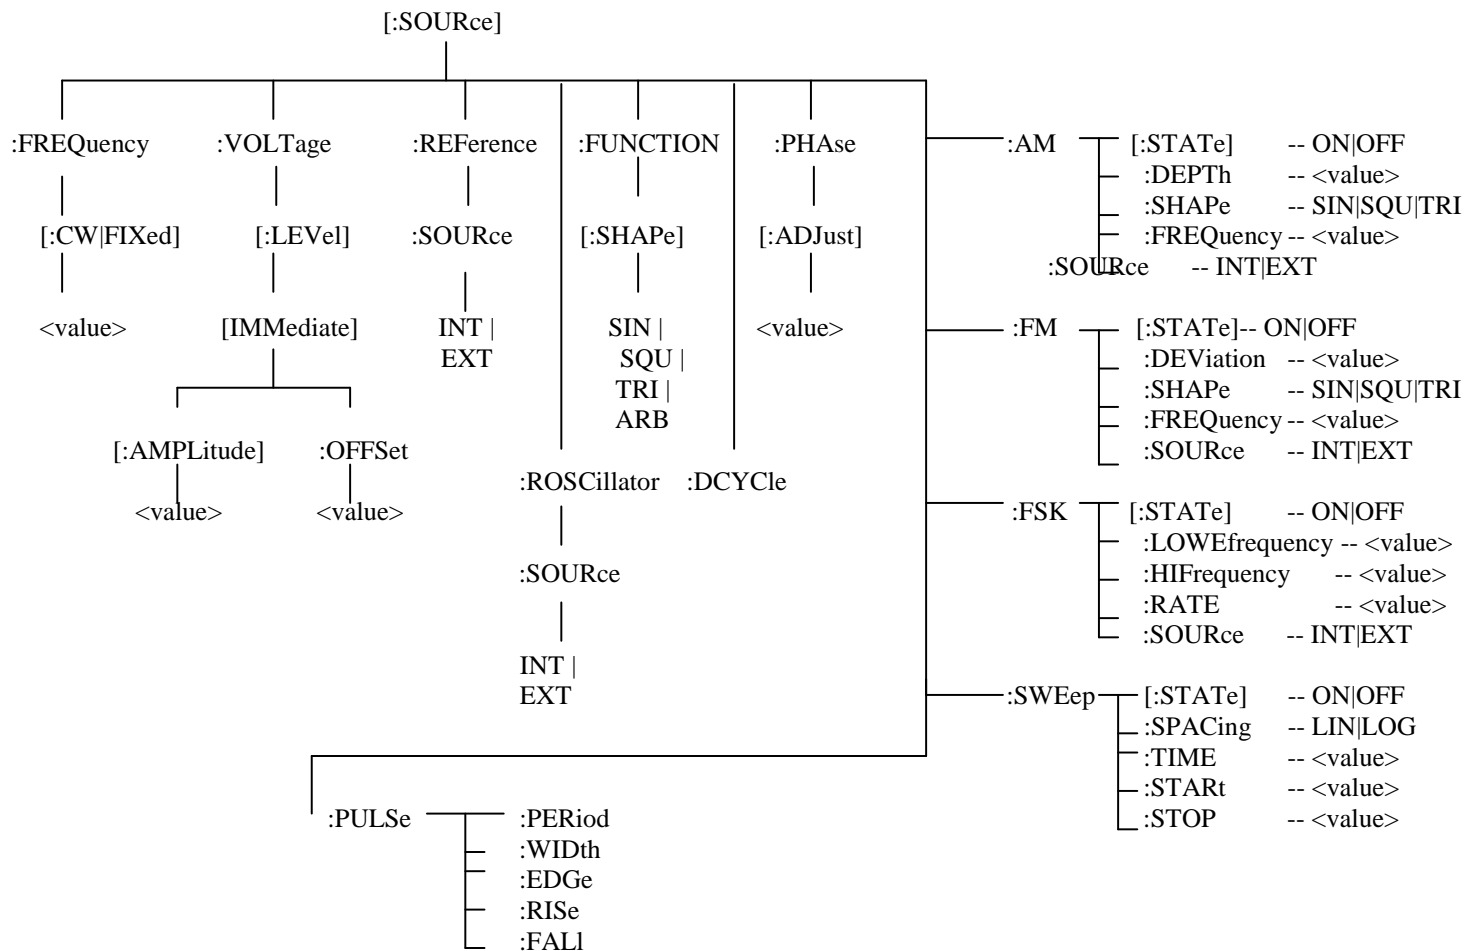 [:SOURce]
:FREQuency :VOLTage :REFerence :FUNCTION :PHAse
[:CW|FIXed] [:LEVel] :SOURce [:SHAPe] [:ADJust]
<value> [IMMediate] INT | SIN | <value>
EXT SQU |
TRI |
ARB
[:AMPLitude] :OFFSet
<value> <value>
:ROSCillator :DCYCle
:SOURce
INT |
EXT
:AM [:STATe] -- ON|OFF
:DEPTh -- <value>
:SHAPe -- SIN|SQU|TRI
:FREQuency -- <value>
:SOURce -- INT|EXT
:FM [:STATe]-- ON|OFF
:DEViation -- <value>
:SHAPe -- SIN|SQU|TRI
:FREQuency -- <value>
:SOURce -- INT|EXT
:FSK [:STATe] -- ON|OFF
:LOWEfrequency -- <value>
:HIFrequency -- <value>
:RATE -- <value>
:SOURce -- INT|EXT
:SWEep [:STATe] -- ON|OFF
:SPACing -- LIN|LOG
:TIME -- <value>
:STARt -- <value>
:STOP -- <value>
:PULSe :PERiod
:WIDth
:EDGe
:RISe
:FALl